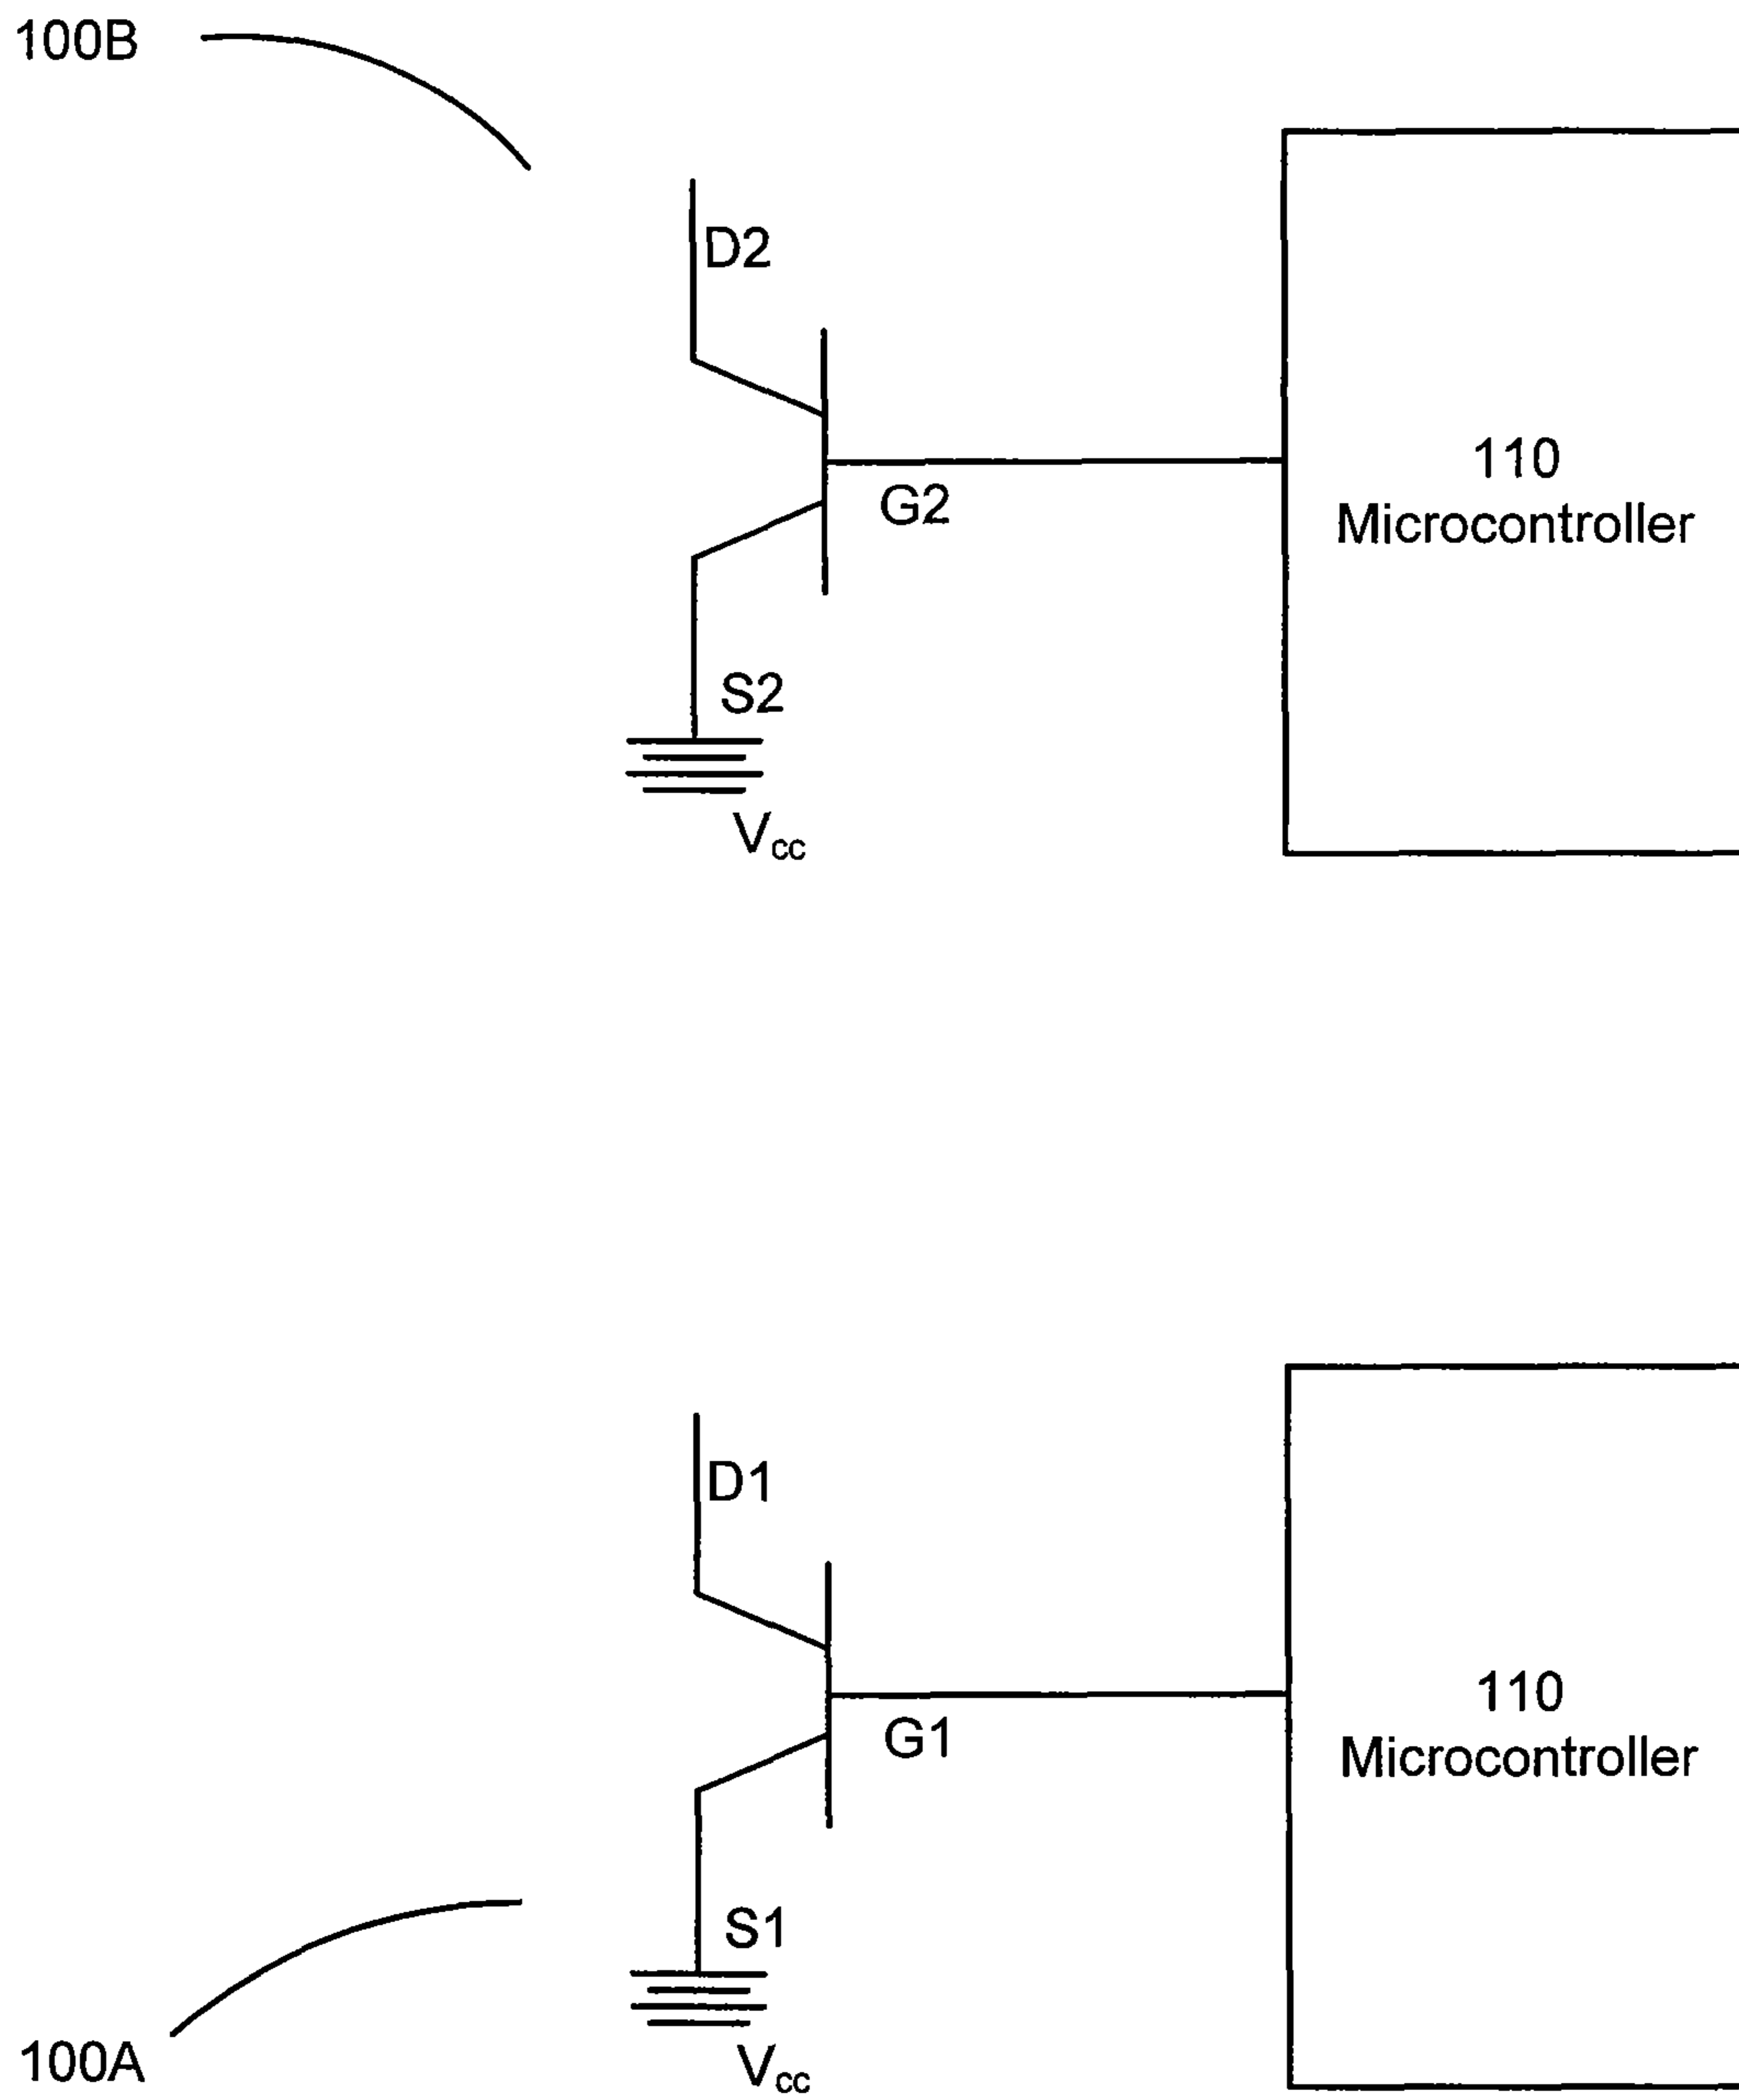 100B
D2
110
G2
Microcontroller
S2
Vcc
D1
110
G1
Microcontroller
S1
100A
Vcc